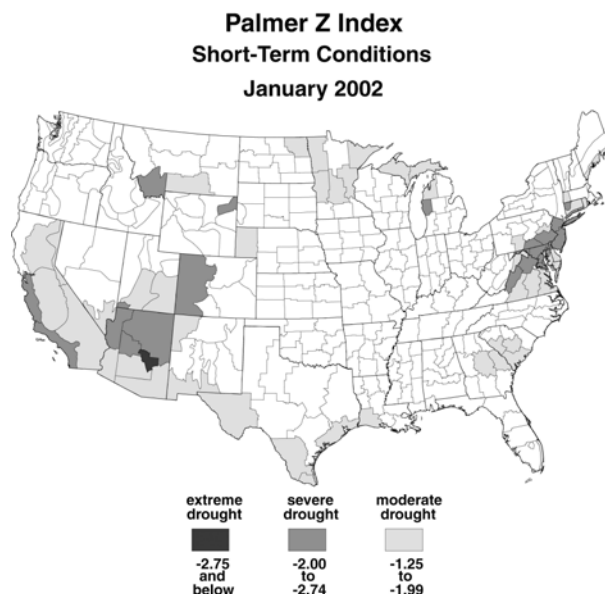 Palmer Z Index
Short-Term Conditions
January 2002
extreme severe moderate
drought drought drought
-2.75 -2.00 -1.25
and to to
below -2.74 -1.99